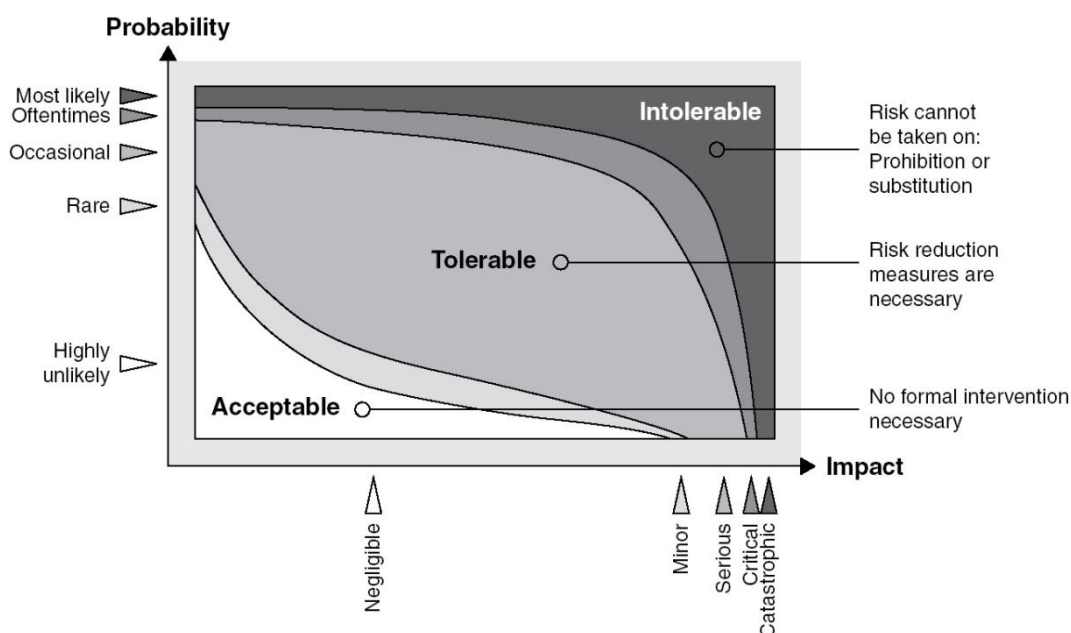 Probability
Most likely
Oftentimes
Occasional
Rare
Highly
unlikely
Intolerable
Tolerable
Acceptable
Risk cannot
be taken on:
Prohibition or
substitution
Risk reduction
measures are
necessary
No formal intervention
necessary
Impact
Negligible
Minor
Serious
Critical
Catastrophic